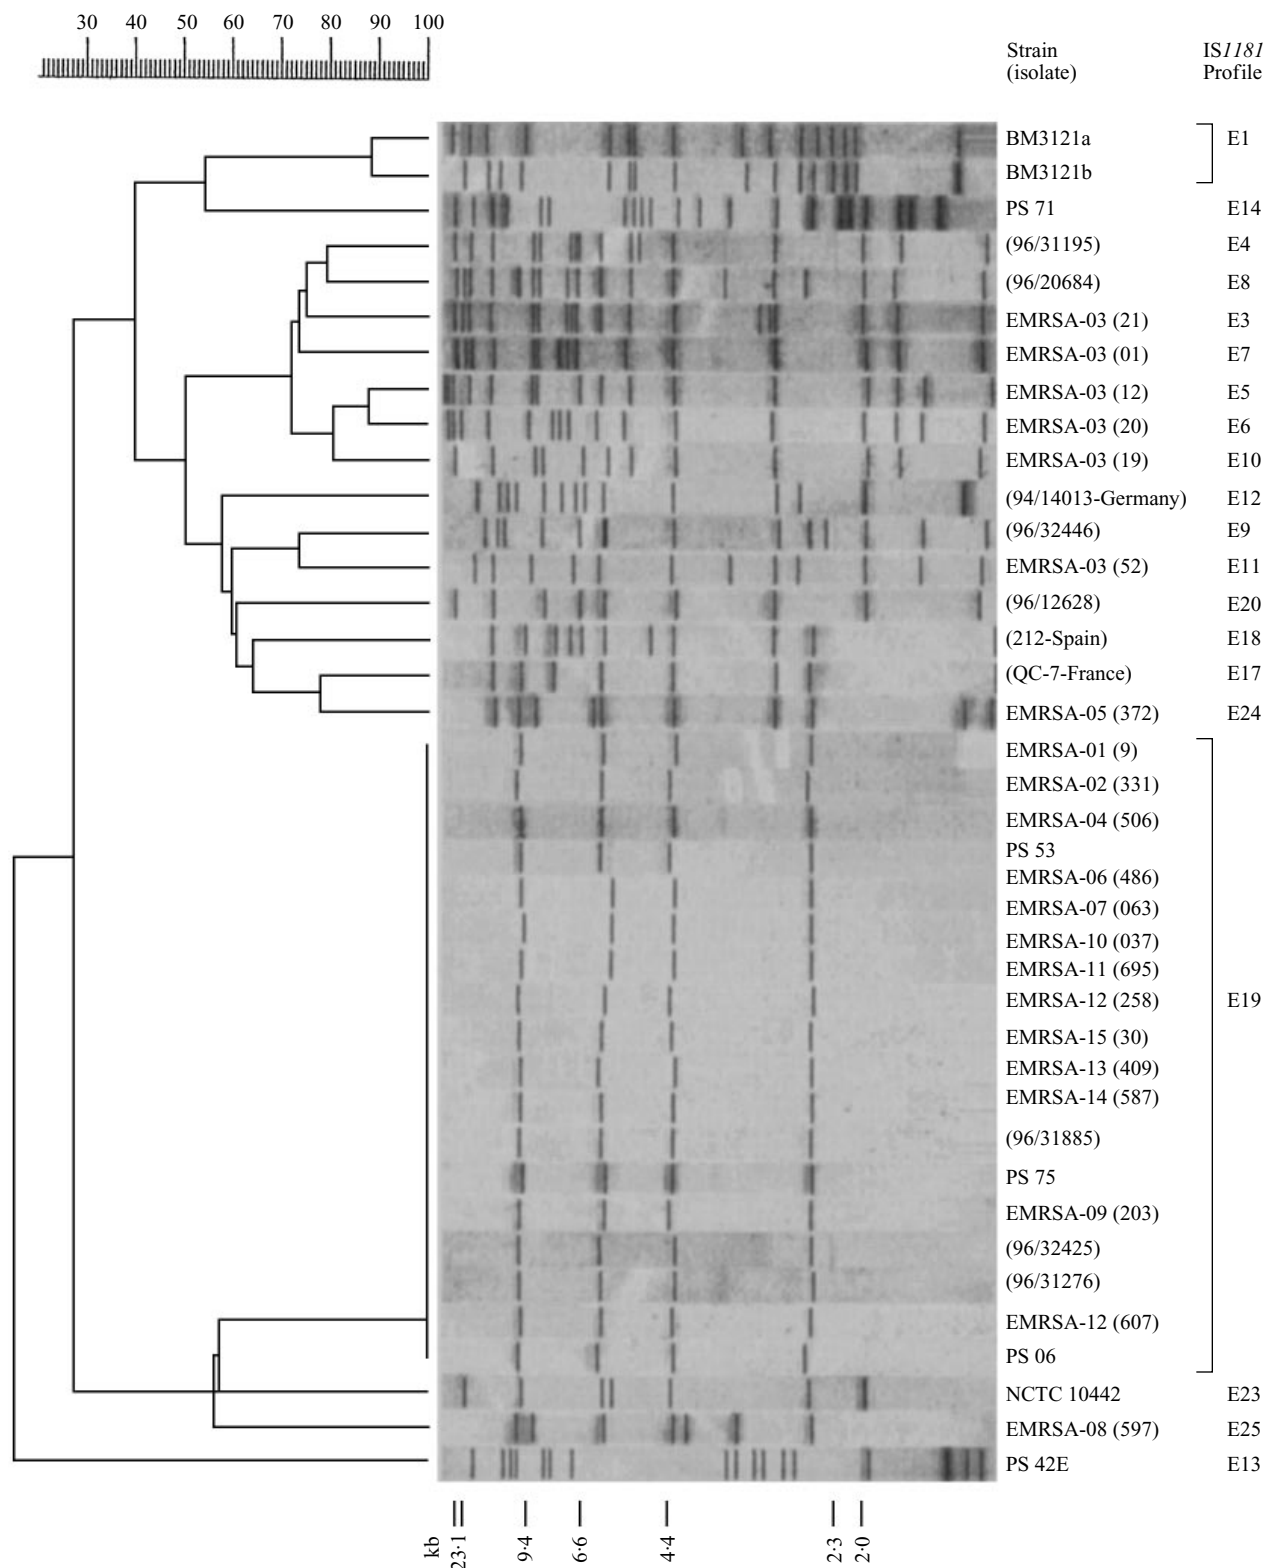 30 40 50 60 70 80 90 100
Strain IS1181
(isolate) Profile
BM3121a E1
BM3121b
PS 71 E14
(96/31195) E4
(96/20684) E8
EMRSA-03 (21) E3
EMRSA-03 (01) E7
EMRSA-03 (12) E5
EMRSA-03 (20) E6
EMRSA-03 (19) E10
(94/14013-Germany) E12
(96/32446) E9
EMRSA-03 (52) E11
(96/12628) E20
(212-Spain) E18
(QC-7-France) E17
EMRSA-05 (372) E24
EMRSA-01 (9)
EMRSA-02 (331)
EMRSA-04 (506)
PS 53
EMRSA-06 (486)
EMRSA-07 (063)
EMRSA-10 (037)
EMRSA-11 (695)
EMRSA-12 (258) E19
EMRSA-15 (30)
EMRSA-13 (409)
EMRSA-14 (587)
(96/31885)
PS 75
EMRSA-09 (203)
(96/32425)
(96/31276)
EMRSA-12 (607)
PS 06
NCTC 10442 E23
EMRSA-08 (597) E25
PS 42E E13
kb 23·1 9·4 6·6 4·4 2·3 2·0